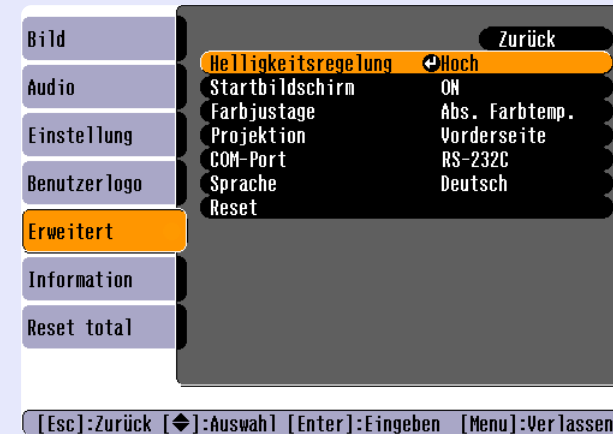 Bild
Audio
Einstellung
Benutzerlogo
Erweitert
Information
Reset total
Zurück
Helligkeitsregelung Hoch
Startbildschirm ON
Farbjustage Abs. Farbtemp.
Projektion Vorderseite
COM-Port RS-232C
Sprache Deutsch
Reset
[Esc]:Zurück [◆]:Auswahl [Enter]:Eingeben [Menu]:Verlassen